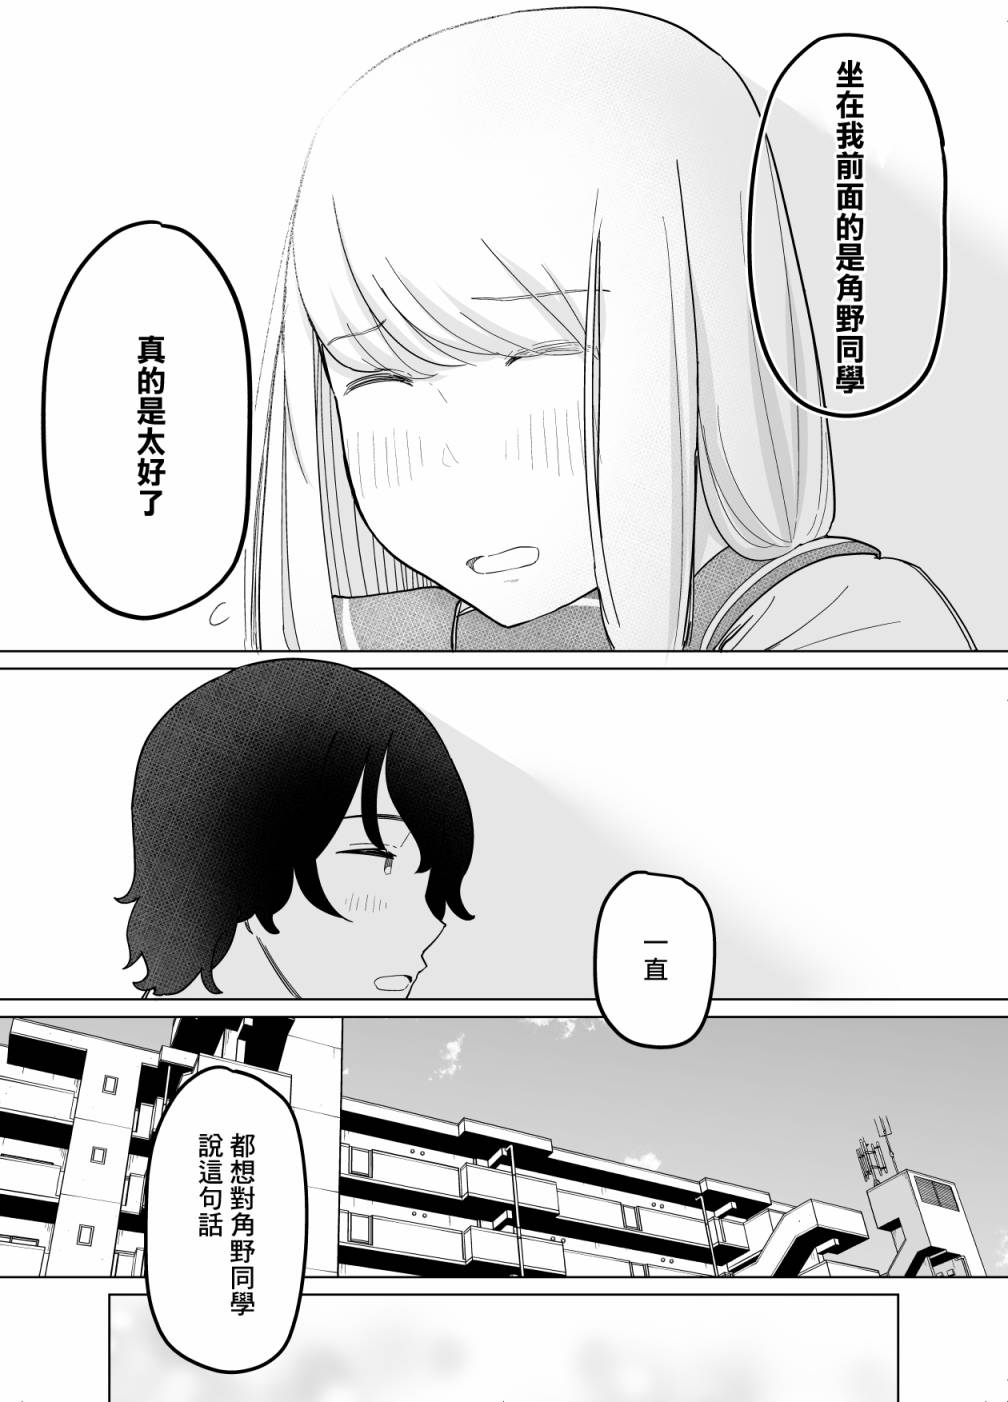 坐在我前面的是角野同學
真的是太好了
一直
都想對角野同學
說這句話